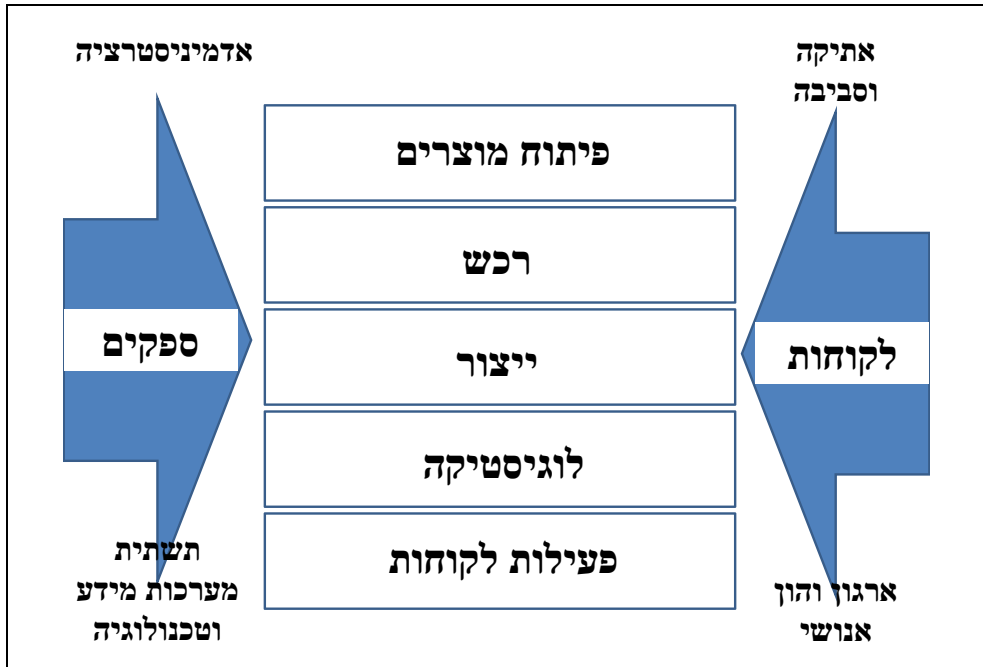 אתיקה
וסביבה
אדמיניסטרציה
פיתוח מוצרים
רכש
ייצור
לוגיסטיקה
פעילות לקוחות
לקוחות
ספקים
ארגון והון
אנושי
תשתית
מערכות מידע
וטכנולוגיה